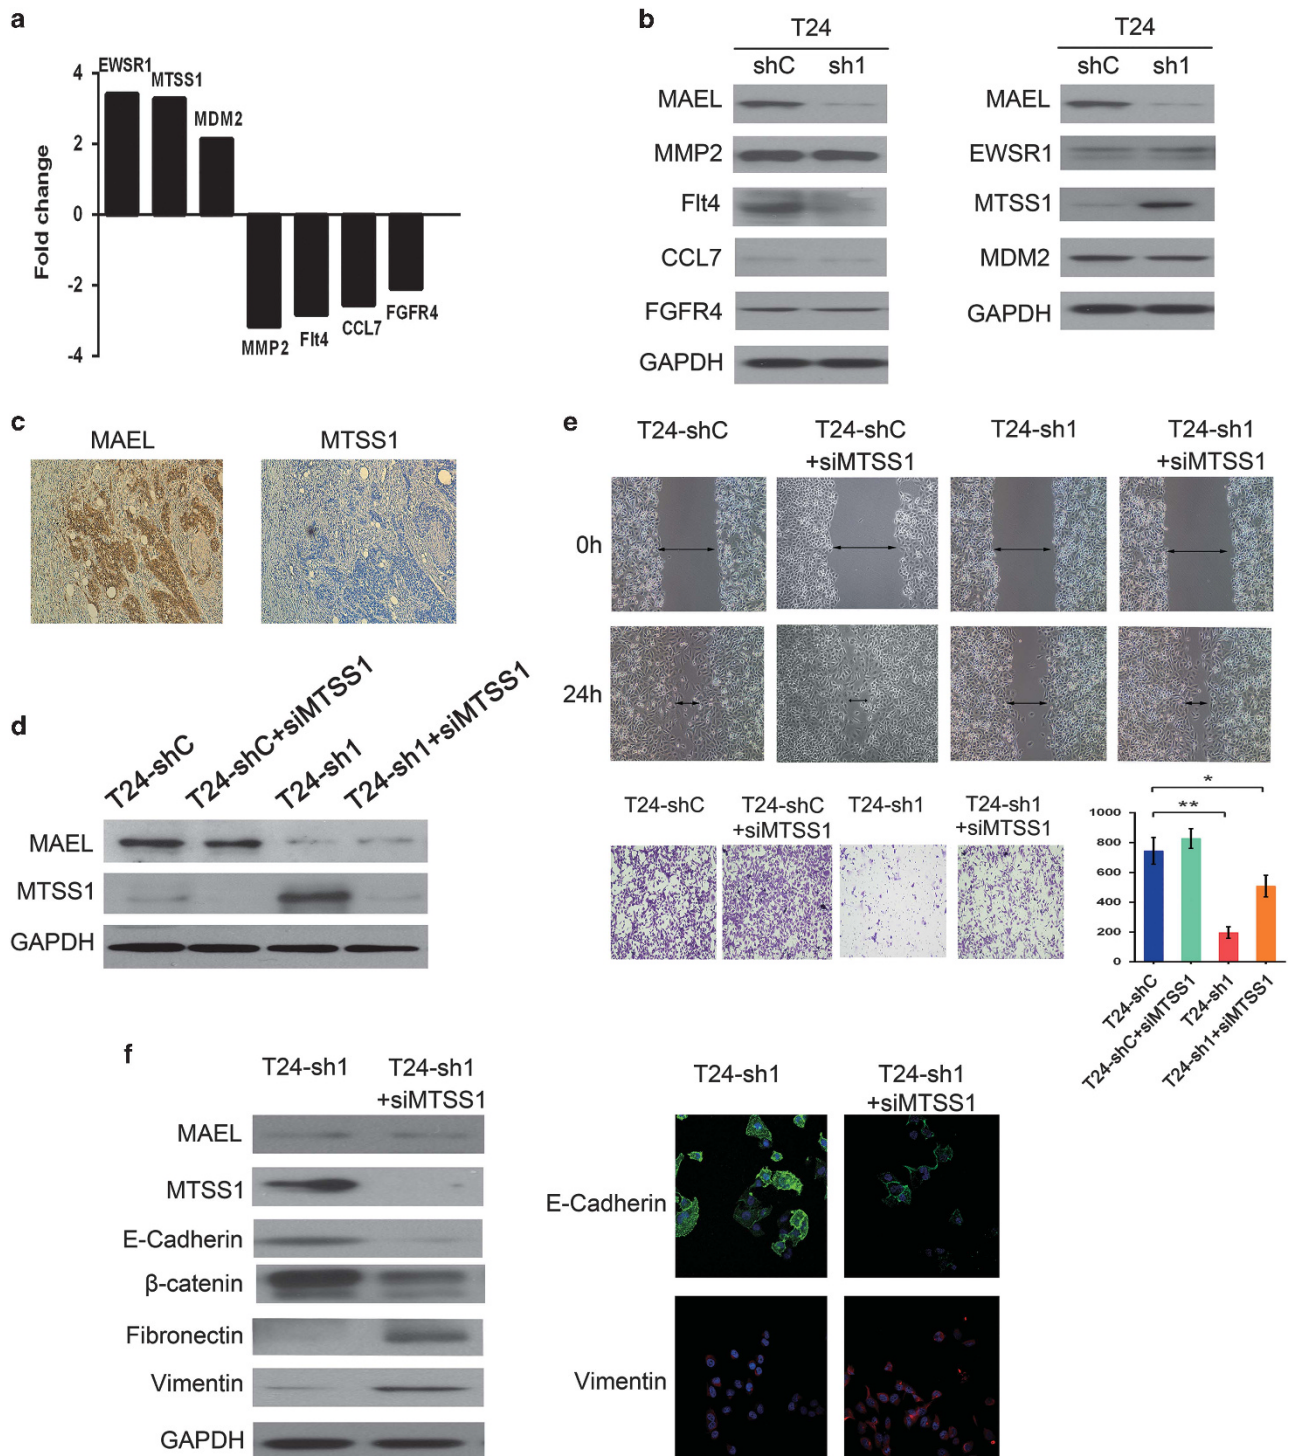 a
EWSR1
MTSS1
MDM2
4
2
0
-2
-4
Fold change
MMP2
Flt4
CCL7
FGFR4
b
T24
shC sh1
MAEL
MMP2
Flt4
CCL7
FGFR4
GAPDH
T24
shC sh1
MAEL
EWSR1
MTSS1
MDM2
GAPDH
c
MAEL
MTSS1
d
T24-shC
T24-shC+siMTSS1
T24-sh1
T24-sh1+siMTSS1
MAEL
MTSS1
GAPDH
e
T24-shC
T24-shC
+siMTSS1
T24-sh1
T24-sh1
+siMTSS1
0h
24h
T24-shC
T24-shC
+siMTSS1
T24-sh1
T24-sh1
+siMTSS1
*
**
1000
800
600
400
200
0
T24-shC
T24-shC+siMTSS1
T24-sh1
T24-sh1+siMTSS1
f
T24-sh1
T24-sh1
+siMTSS1
MAEL
MTSS1
E-Cadherin
β-catenin
Fibronectin
Vimentin
GAPDH
T24-sh1
T24-sh1
+siMTSS1
E-Cadherin
Vimentin